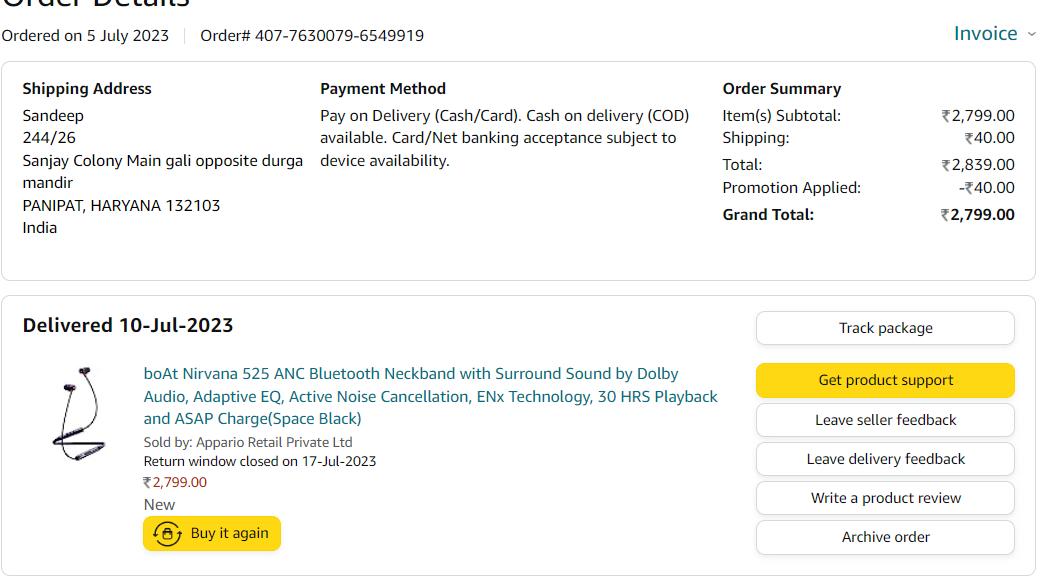 Order Details
Ordered on 5 July 2023
Order# 407-7630079-6549919
Invoice
Shipping Address
Sandeep
244/26
Sanjay Colony Main gali opposite durga
mandir
PANIPAT, HARYANA 132103
India
Payment Method
Pay on Delivery (Cash/Card). Cash on delivery (COD)
available. Card/Net banking acceptance subject to
device availability.
Order Summary
Item(s) Subtotal: ₹2,799.00
Shipping: ₹40.00
Total: ₹2,839.00
Promotion Applied: -₹40.00
Grand Total: ₹2,799.00
Delivered 10-Jul-2023
boAt Nirvana 525 ANC Bluetooth Neckband with Surround Sound by Dolby
Audio, Adaptive EQ, Active Noise Cancellation, ENx Technology, 30 HRS Playback
and ASAP Charge(Space Black)
Sold by: Appario Retail Private Ltd
Return window closed on 17-Jul-2023
₹2,799.00
New
Buy it again
Track package
Get product support
Leave seller feedback
Leave delivery feedback
Write a product review
Archive order